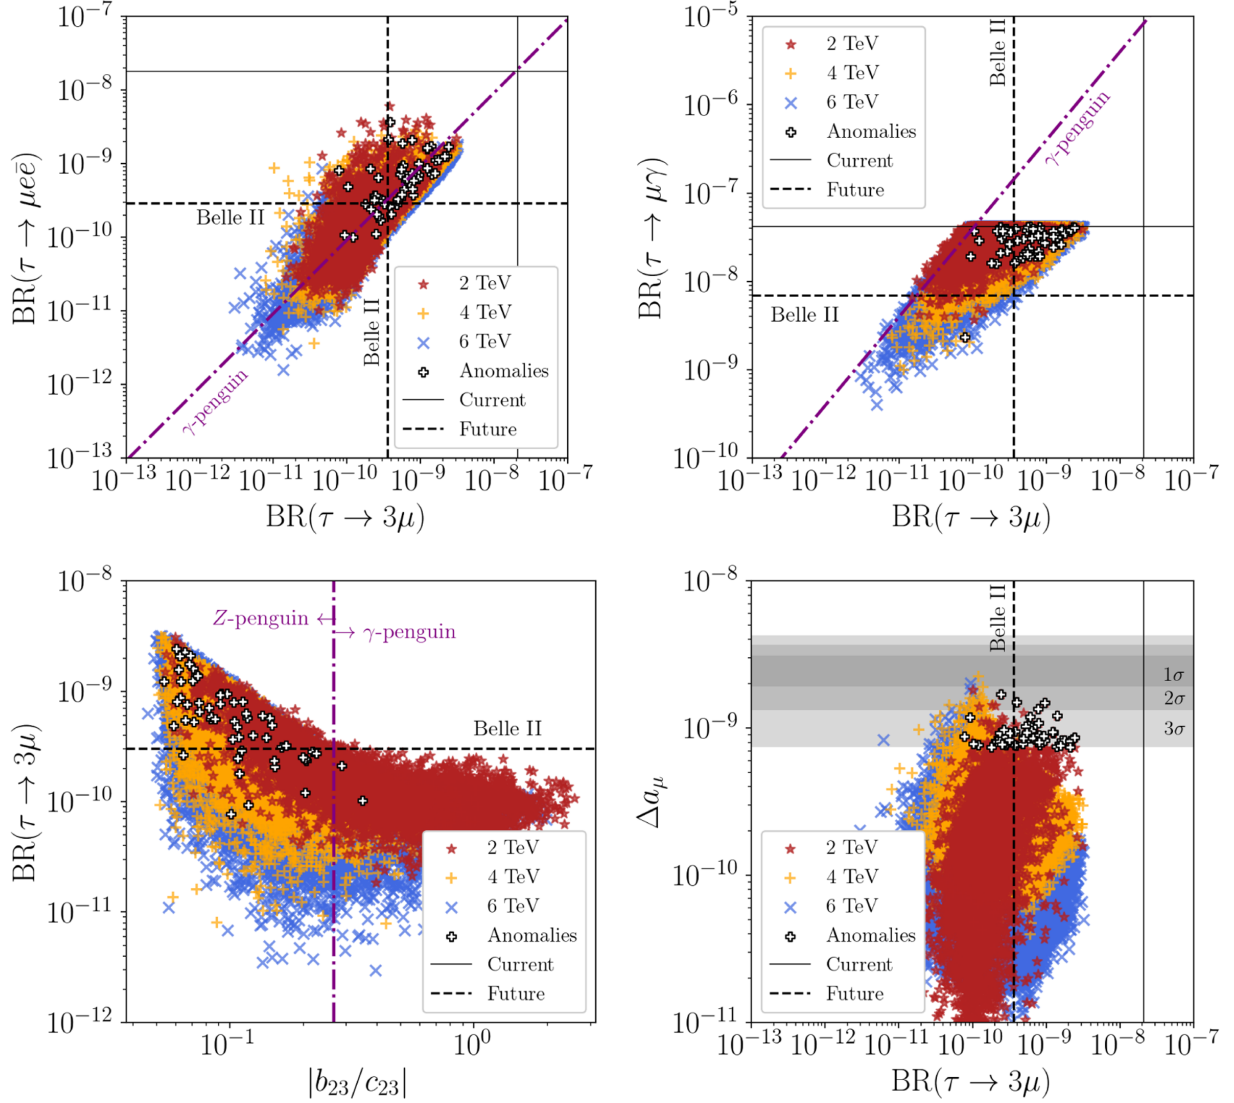 10⁻⁷
10⁻⁸
10⁻⁹
10⁻¹⁰
10⁻¹¹
10⁻¹²
10⁻¹³
BR(τ → μeē)
Belle II
Belle II
γ-penguin
2 TeV
4 TeV
6 TeV
Anomalies
Current
Future
10⁻¹³ 10⁻¹² 10⁻¹¹ 10⁻¹⁰ 10⁻⁹ 10⁻⁸ 10⁻⁷
BR(τ → 3μ)
10⁻⁵
10⁻⁶
10⁻⁷
10⁻⁸
10⁻⁹
10⁻¹⁰
BR(τ → μγ)
2 TeV
4 TeV
6 TeV
Anomalies
Current
Future
Belle II
γ-penguin
Belle II
10⁻¹³ 10⁻¹² 10⁻¹¹ 10⁻¹⁰ 10⁻⁹ 10⁻⁸ 10⁻⁷
BR(τ → 3μ)
10⁻⁸
10⁻⁹
10⁻¹⁰
10⁻¹¹
10⁻¹²
BR(τ → 3μ)
Z-penguin ←
→ γ-penguin
Belle II
2 TeV
4 TeV
6 TeV
Anomalies
Current
Future
10⁻¹ 10⁰
|b₂₃/c₂₃|
10⁻⁸
10⁻⁹
10⁻¹⁰
10⁻¹¹
Δaμ
Belle II
1σ
2σ
3σ
2 TeV
4 TeV
6 TeV
Anomalies
Current
Future
10⁻¹³ 10⁻¹² 10⁻¹¹ 10⁻¹⁰ 10⁻⁹ 10⁻⁸ 10⁻⁷
BR(τ → 3μ)